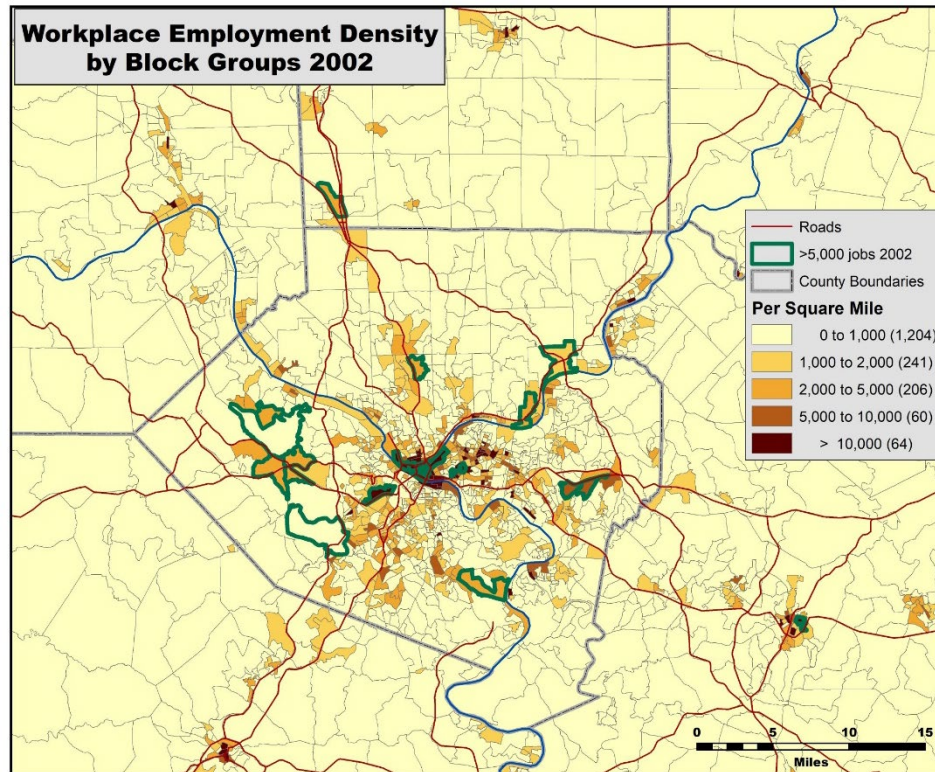 Workplace Employment Density
by Block Groups 2002
Roads
>5,000 jobs 2002
County Boundaries
Per Square Mile
0 to 1,000 (1,204)
1,000 to 2,000 (241)
2,000 to 5,000 (206)
5,000 to 10,000 (60)
> 10,000 (64)
0 5 10 15
Miles